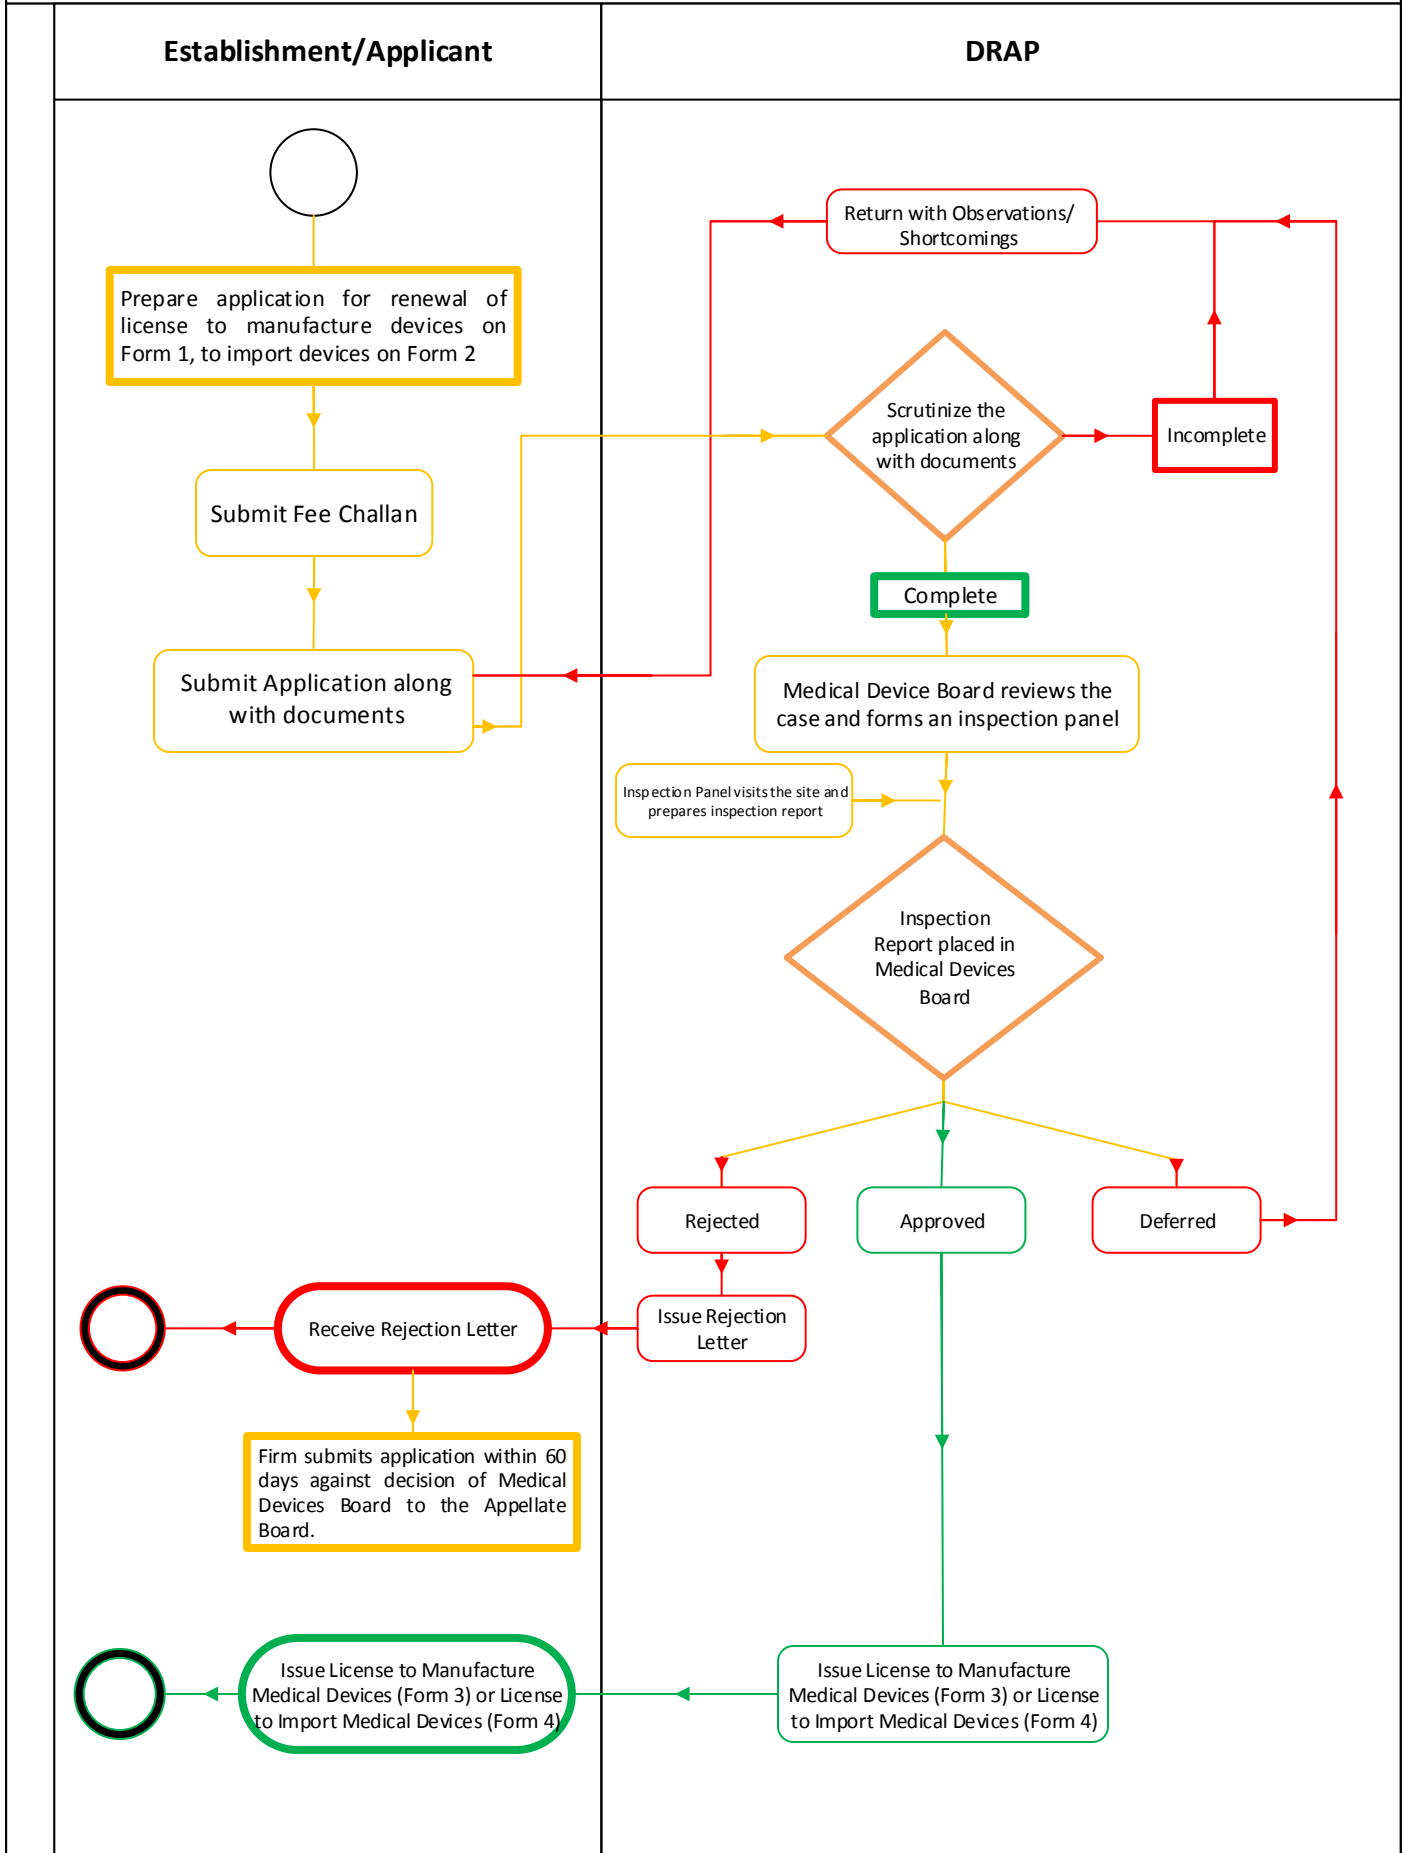 Establishment/Applicant
DRAP
Return with Observations/
Shortcomings
Prepare application for renewal of
license to manufacture devices on
Form 1, to import devices on Form 2
Scrutinize the
application along
with documents
Incomplete
Submit Fee Challan
Complete
Submit Application along
with documents
Medical Device Board reviews the
case and forms an inspection panel
Inspection Panel visits the site and
prepares inspection report
Inspection
Report placed in
Medical Devices
Board
Rejected
Approved
Deferred
Receive Rejection Letter
Issue Rejection
Letter
Firm submits application within 60
days against decision of Medical
Devices Board to the Appellate
Board.
Issue License to Manufacture
Medical Devices (Form 3) or License
to Import Medical Devices (Form 4)
Issue License to Manufacture
Medical Devices (Form 3) or License
to Import Medical Devices (Form 4)